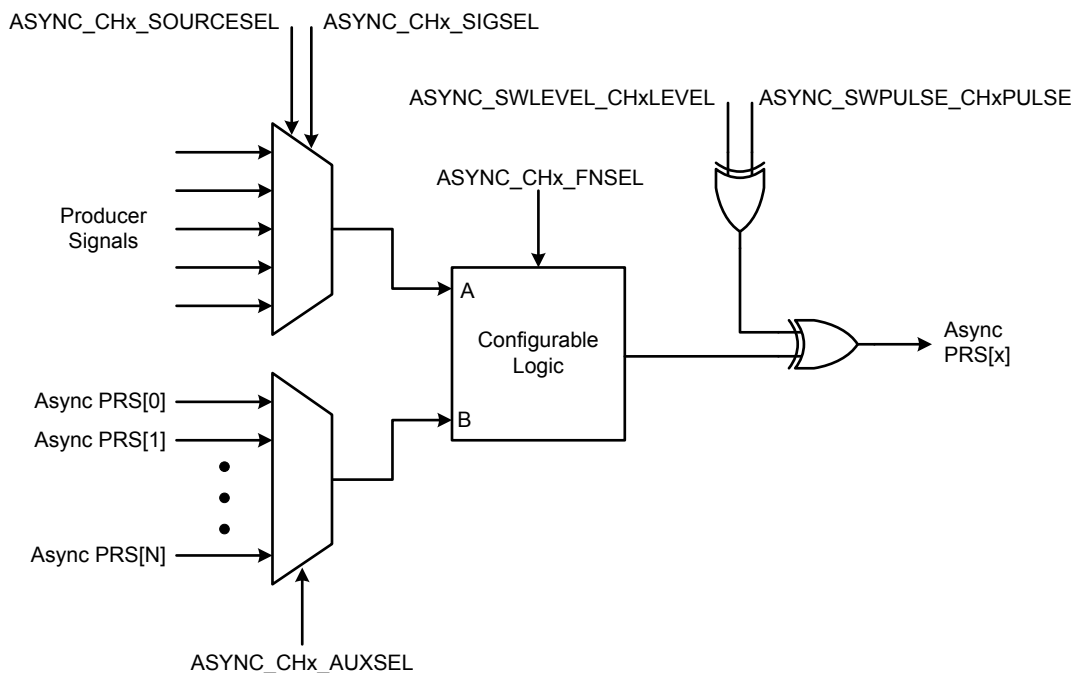 ASYNC_CHx_SOURCESEL
ASYNC_CHx_SIGSEL
ASYNC_SWLEVEL_CHxLEVEL
ASYNC_SWPULSE_CHxPULSE
ASYNC_CHx_FNSEL
Producer
Signals
A
Configurable
Logic
B
Async
PRS[x]
Async PRS[0]
Async PRS[1]
Async PRS[N]
ASYNC_CHx_AUXSEL